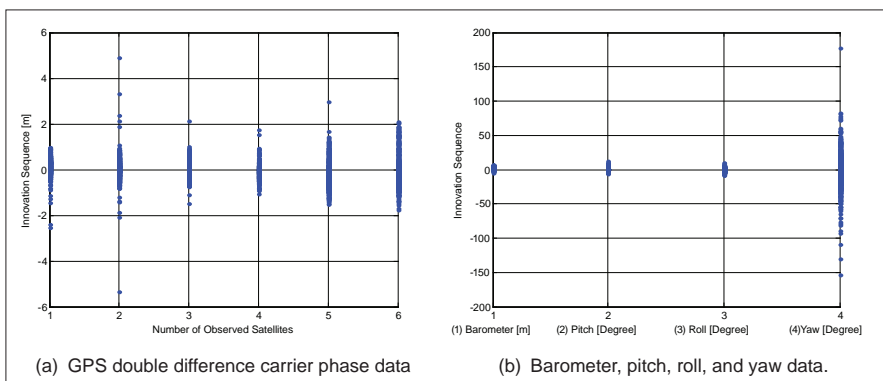 6
4
2
0
-2
-4
-6
Innovation Sequence [m]
1 2 3 4 5 6
Number of Observed Satellites
(a) GPS double difference carrier phase data
200
150
100
50
0
-50
-100
-150
-200
Innovation Sequence
1 2 3 4
(1) Barometer [m] (2) Pitch [Degree] (3) Roll [Degree] (4)Yaw [Degree]
(b) Barometer, pitch, roll, and yaw data.